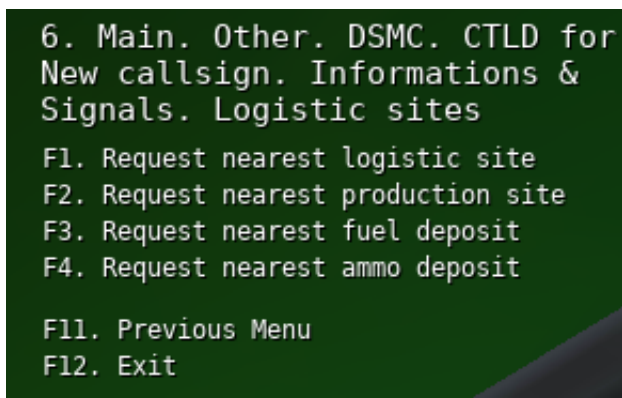 6. Main. Other. DSMC. CTLD for
New callsign. Informations &
Signals. Logistic sites
F1. Request nearest logistic site
F2. Request nearest production site
F3. Request nearest fuel deposit
F4. Request nearest ammo deposit
F11. Previous Menu
F12. Exit